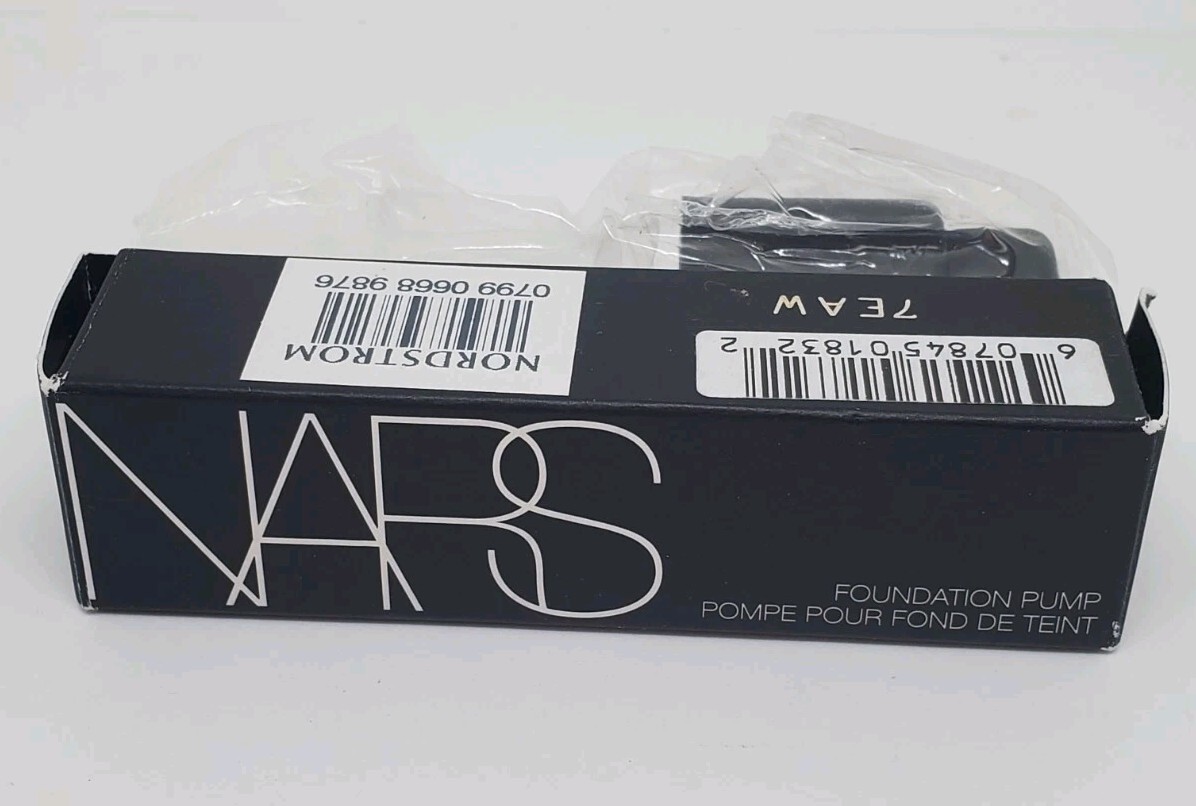 NORDSTROM
0799 0668 9876
6 07845 01832 2
7EAW
NARS
FOUNDATION PUMP
POMPE POUR FOND DE TEINT